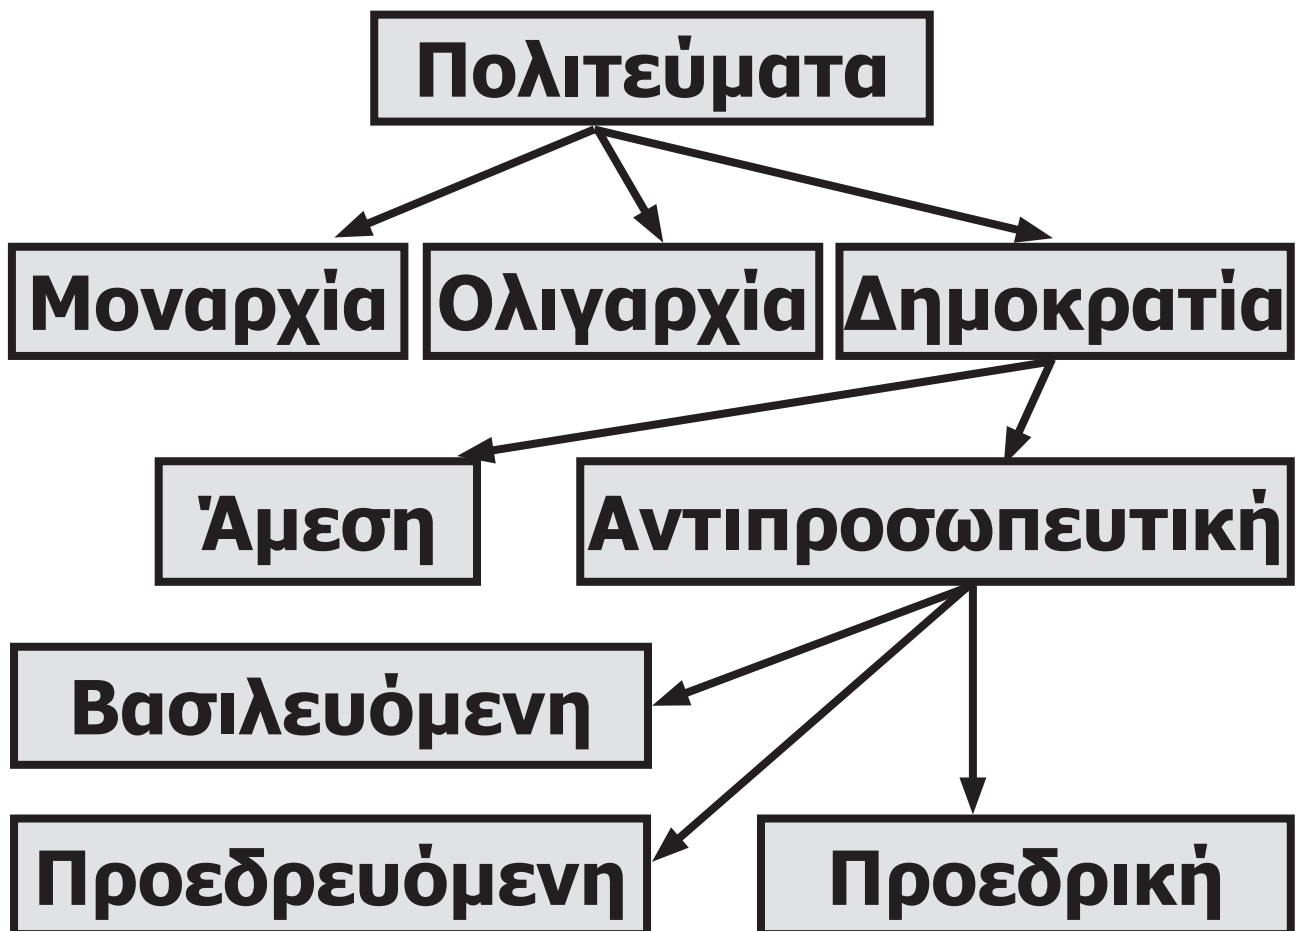 Πολιτεύματα
Μοναρχία Ολιγαρχία Δημοκρατία
Άμεση Αντιπροσωπευτική
Βασιλευόμενη
Προεδρευόμενη Προεδρική